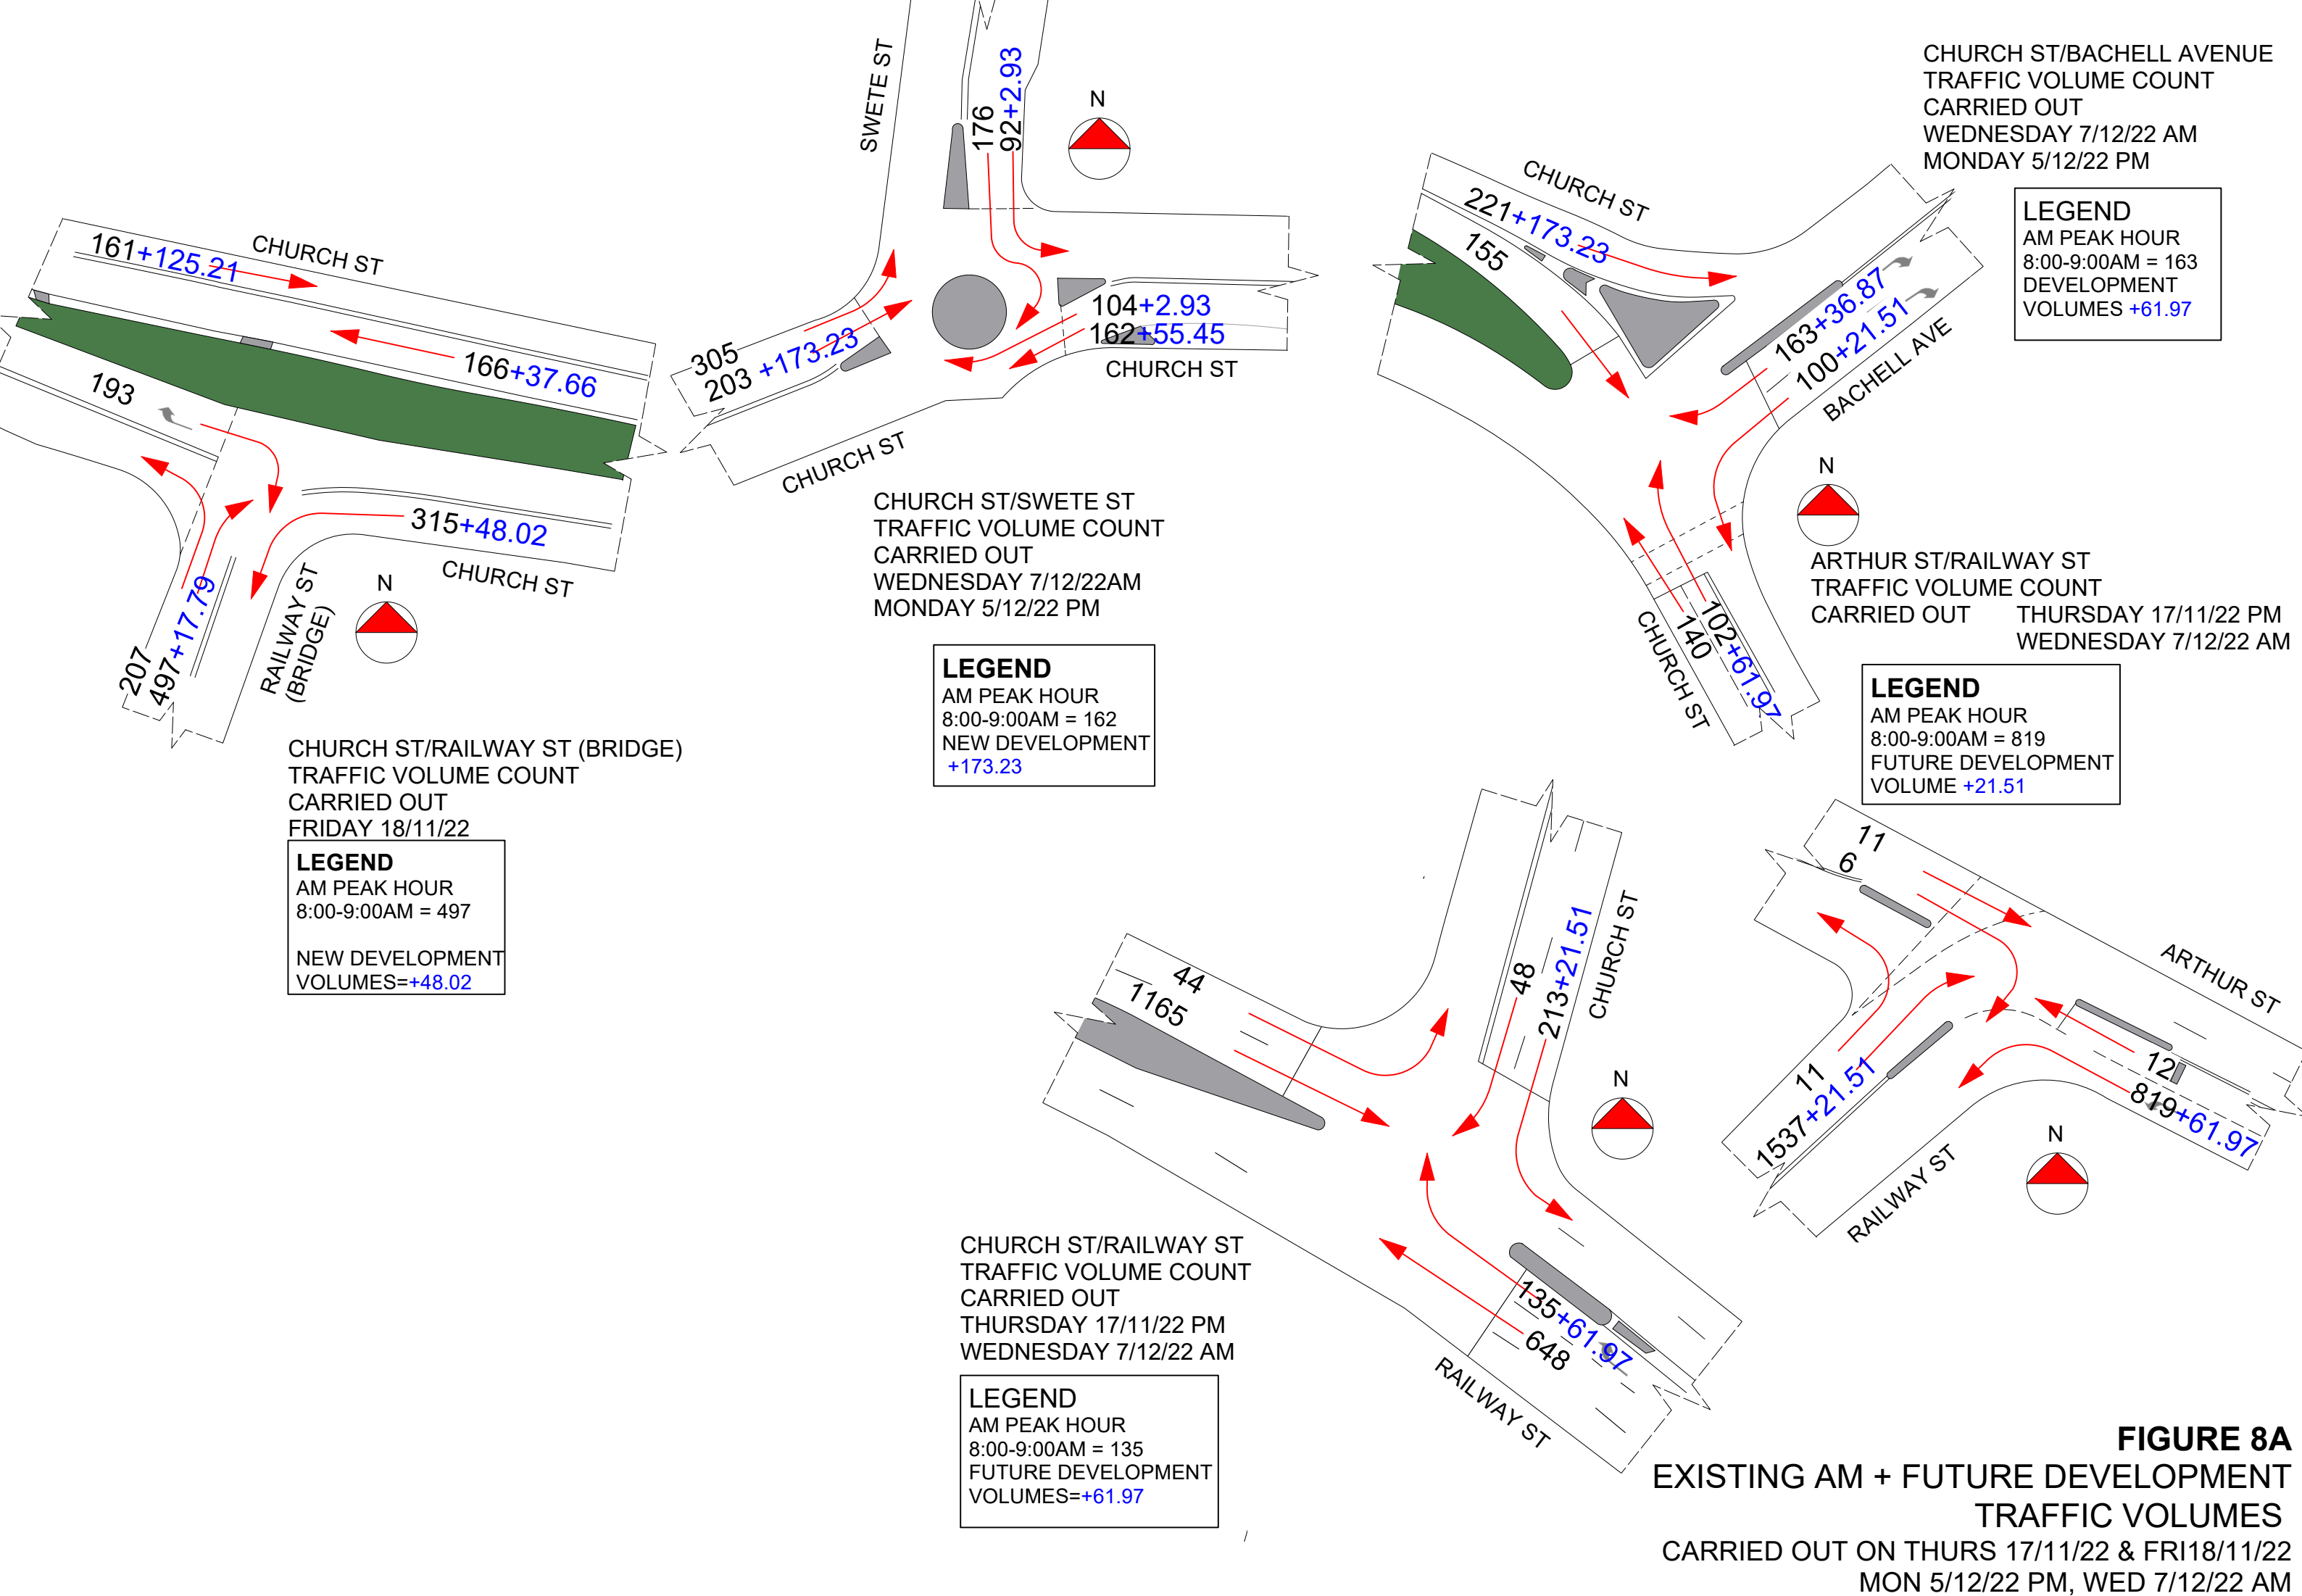 161+125.21
CHURCH ST
166+37.66
193
315+48.02
CHURCH ST
207
497+17.79
RAILWAY ST
(BRIDGE)
N
CHURCH ST/RAILWAY ST (BRIDGE)
TRAFFIC VOLUME COUNT
CARRIED OUT
FRIDAY 18/11/22
LEGEND
AM PEAK HOUR
8:00-9:00AM = 497
NEW DEVELOPMENT
VOLUMES=+48.02
SWETE ST
176
92+2.93
N
104+2.93
162+55.45
CHURCH ST
305
203 +173.23
CHURCH ST
CHURCH ST/SWETE ST
TRAFFIC VOLUME COUNT
CARRIED OUT
WEDNESDAY 7/12/22AM
MONDAY 5/12/22 PM
LEGEND
AM PEAK HOUR
8:00-9:00AM = 162
NEW DEVELOPMENT
+173.23
CHURCH ST/BACHELL AVENUE
TRAFFIC VOLUME COUNT
CARRIED OUT
WEDNESDAY 7/12/22 AM
MONDAY 5/12/22 PM
LEGEND
AM PEAK HOUR
8:00-9:00AM = 163
DEVELOPMENT
VOLUMES +61.97
CHURCH ST
221+173.23
155
163+36.87
100+21.51
BACHELL AVE
N
102+61.97
140
CHURCH ST
ARTHUR ST/RAILWAY ST
TRAFFIC VOLUME COUNT
CARRIED OUT THURSDAY 17/11/22 PM
WEDNESDAY 7/12/22 AM
LEGEND
AM PEAK HOUR
8:00-9:00AM = 819
FUTURE DEVELOPMENT
VOLUME +21.51
11
6
ARTHUR ST
12
819+61.97
11
1537+21.51
RAILWAY ST
N
44
1165
48
213+21.51
CHURCH ST
N
135+61.97
648
RAILWAY ST
CHURCH ST/RAILWAY ST
TRAFFIC VOLUME COUNT
CARRIED OUT
THURSDAY 17/11/22 PM
WEDNESDAY 7/12/22 AM
LEGEND
AM PEAK HOUR
8:00-9:00AM = 135
FUTURE DEVELOPMENT
VOLUMES=+61.97
FIGURE 8A
EXISTING AM + FUTURE DEVELOPMENT
TRAFFIC VOLUMES
CARRIED OUT ON THURS 17/11/22 & FRI18/11/22
MON 5/12/22 PM, WED 7/12/22 AM